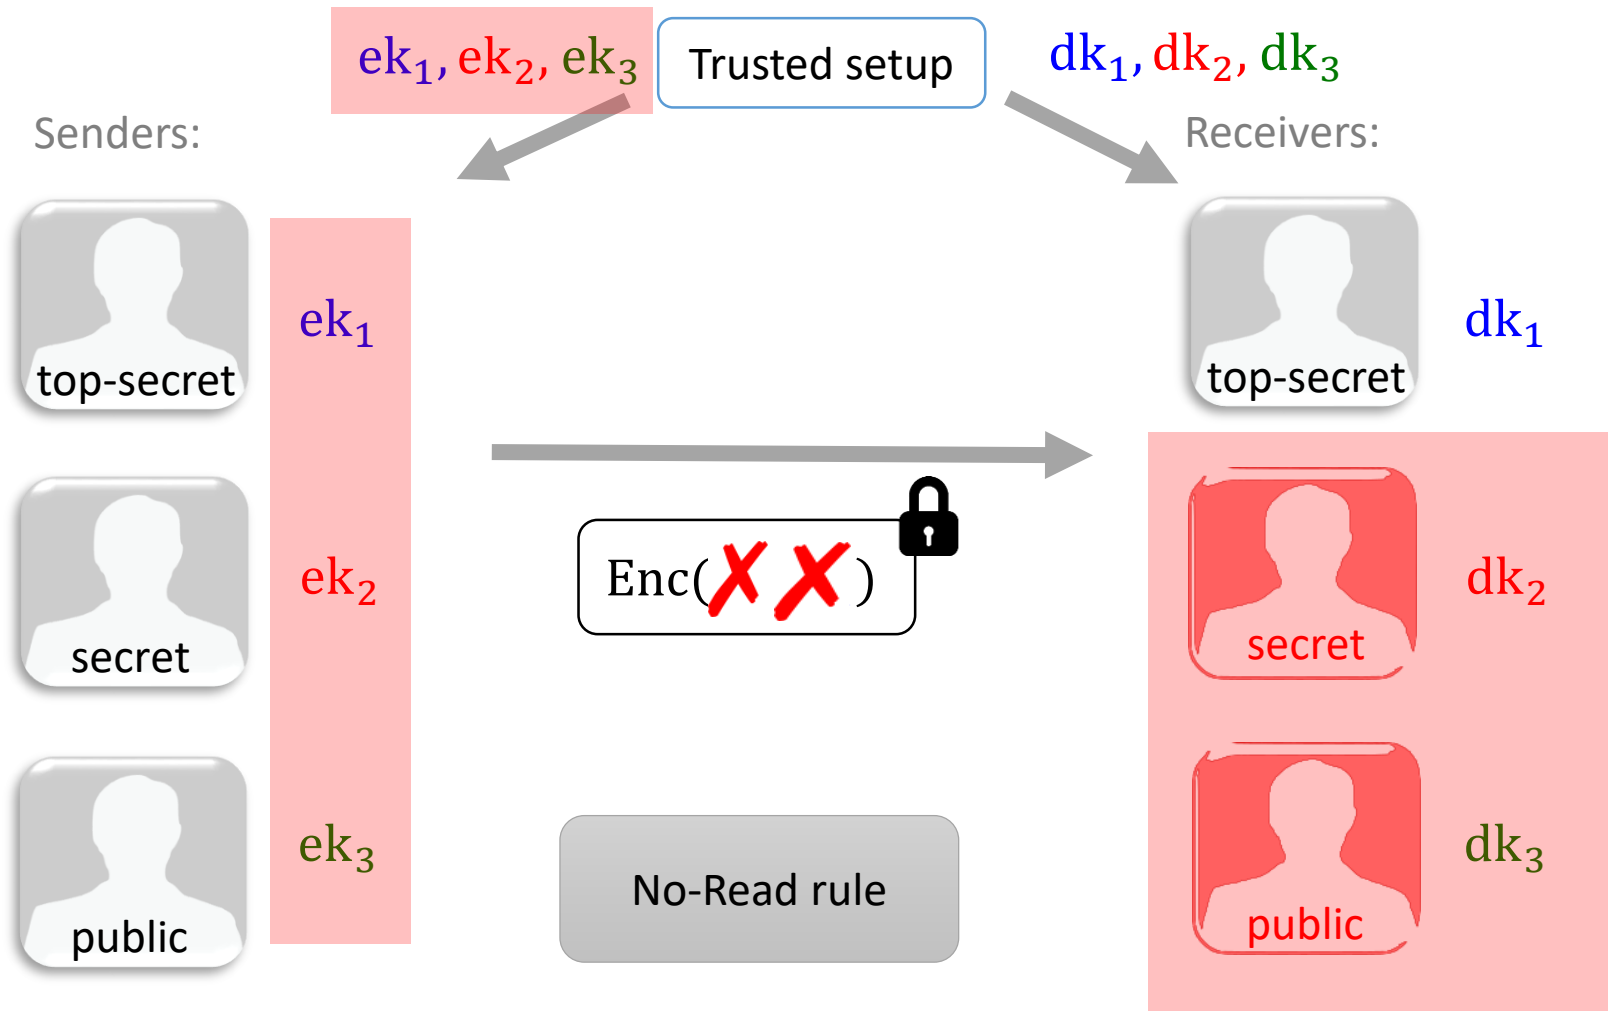 ek₁, ek₂, ek₃
Trusted setup
dk₁, dk₂, dk₃
Senders:
Receivers:
top-secret
ek₁
top-secret
dk₁
Enc(✗✗)
secret
ek₂
secret
dk₂
public
ek₃
No-Read rule
public
dk₃